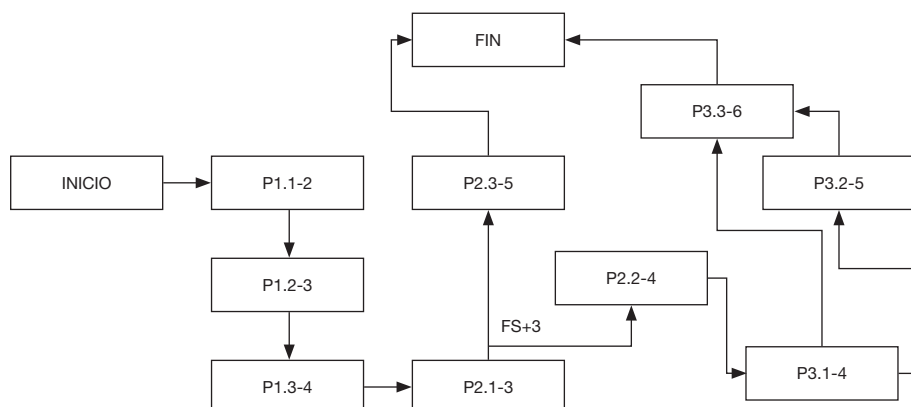 FIN
P3.3-6
INICIO
P1.1-2
P2.3-5
P3.2-5
P1.2-3
P2.2-4
FS+3
P1.3-4
P2.1-3
P3.1-4